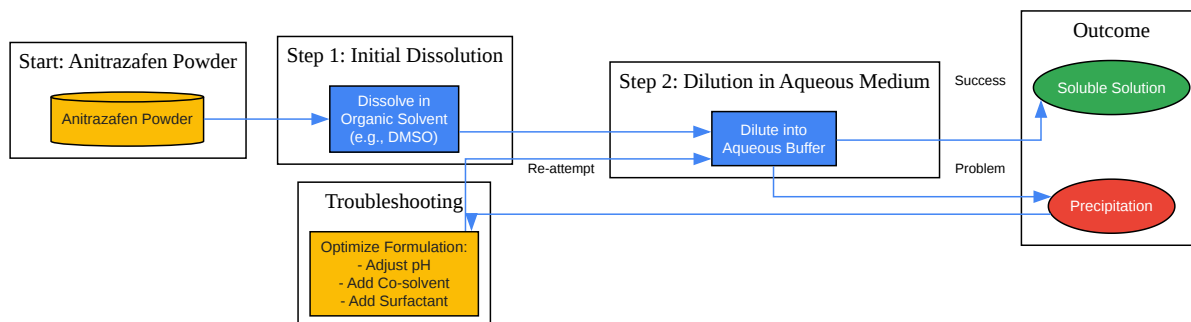 Start: Anitrazafen Powder
Anitrazafen Powder
Step 1: Initial Dissolution
Dissolve in
Organic Solvent
(e.g., DMSO)
Step 2: Dilution in Aqueous Medium
Dilute into
Aqueous Buffer
Outcome
Success
Soluble Solution
Problem
Precipitation
Re-attempt
Troubleshooting
Optimize Formulation:
- Adjust pH
- Add Co-solvent
- Add Surfactant